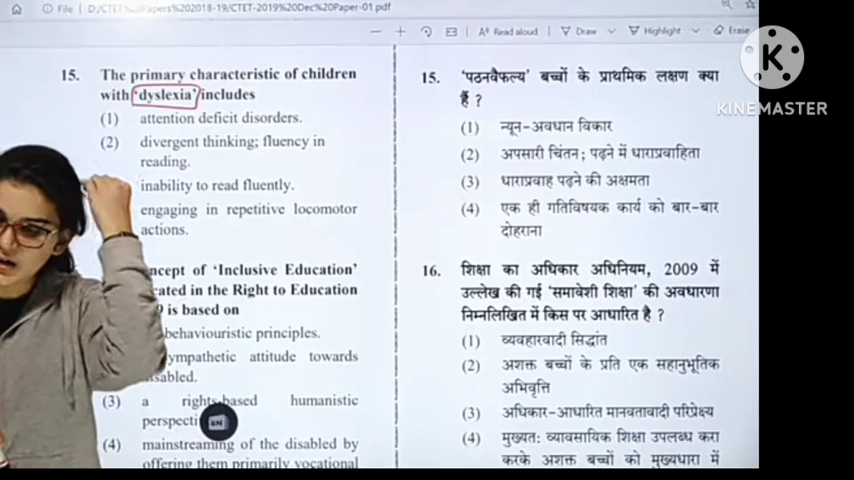 File | D:/CTET Papers%202018-19/CTET-2019%20Dec%20Paper-01.pdf
Read aloud Draw Highlight Erase
K
KINEMASTER
15. The primary characteristic of children
with ‘dyslexia’ includes
(1) attention deficit disorders.
(2) divergent thinking; fluency in
reading.
inability to read fluently.
engaging in repetitive locomotor
actions.
ncept of ‘Inclusive Education’
ated in the Right to Education
9 is based on
behaviouristic principles.
ympathetic attitude towards
isabled.
(3) a rights-based humanistic
perspecti
(4) mainstreaming of the disabled by
offering them primarily vocational
15. ‘पठनवैफल्य’ बच्चों के प्राथमिक लक्षण क्या
हैं ?
(1) न्यून-अवधान विकार
(2) अपसारी चिंतन; पढ़ने में धाराप्रवाहिता
(3) धाराप्रवाह पढ़ने की अक्षमता
(4) एक ही गतिविषयक कार्य को बार-बार
दोहराना
16. शिक्षा का अधिकार अधिनियम, 2009 में
उल्लेख की गई ‘समावेशी शिक्षा’ की अवधारणा
निम्नलिखित में किस पर आधारित है ?
(1) व्यवहारवादी सिद्धांत
(2) अशक्त बच्चों के प्रति एक सहानुभूतिक
अभिवृत्ति
(3) अधिकार-आधारित मानवतावादी परिप्रेक्ष्य
(4) मुख्यत: व्यावसायिक शिक्षा उपलब्ध करा
करके अशक्त बच्चों को मुख्यधारा में